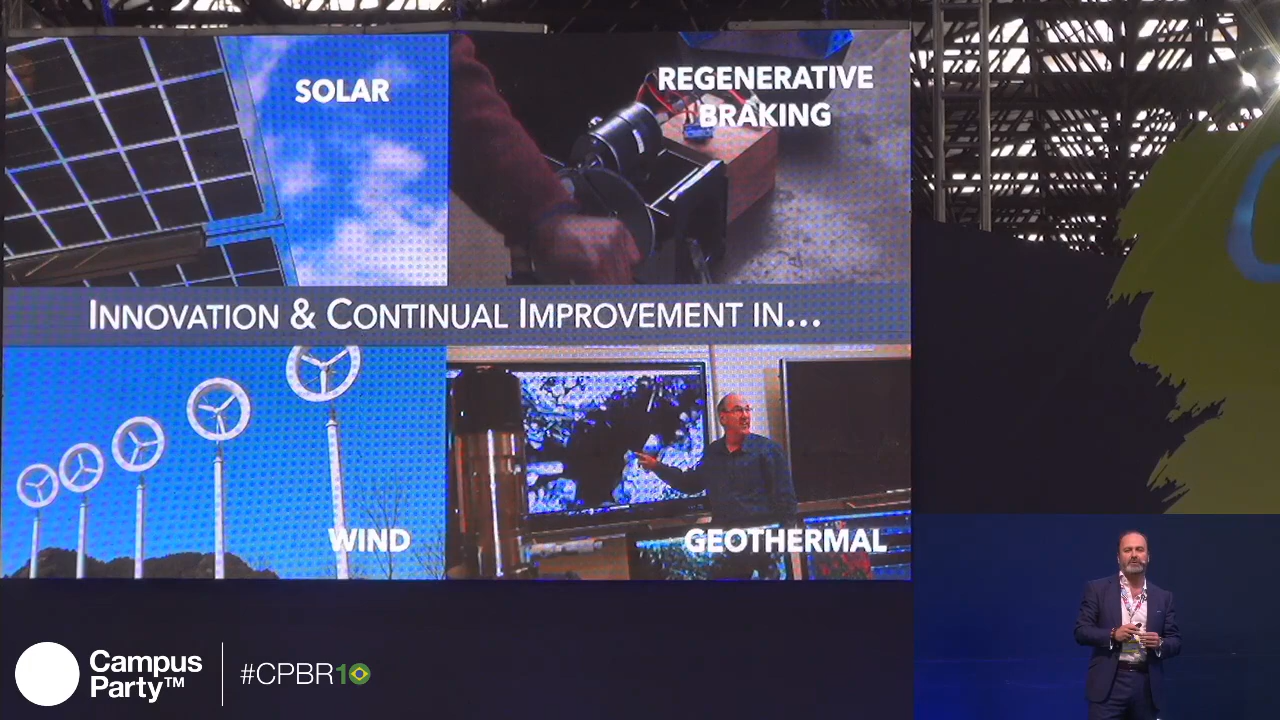 SOLAR
REGENERATIVE
BRAKING
INNOVATION & CONTINUAL IMPROVEMENT IN...
WIND
GEOTHERMAL
Campus
Party™
#CPBR10